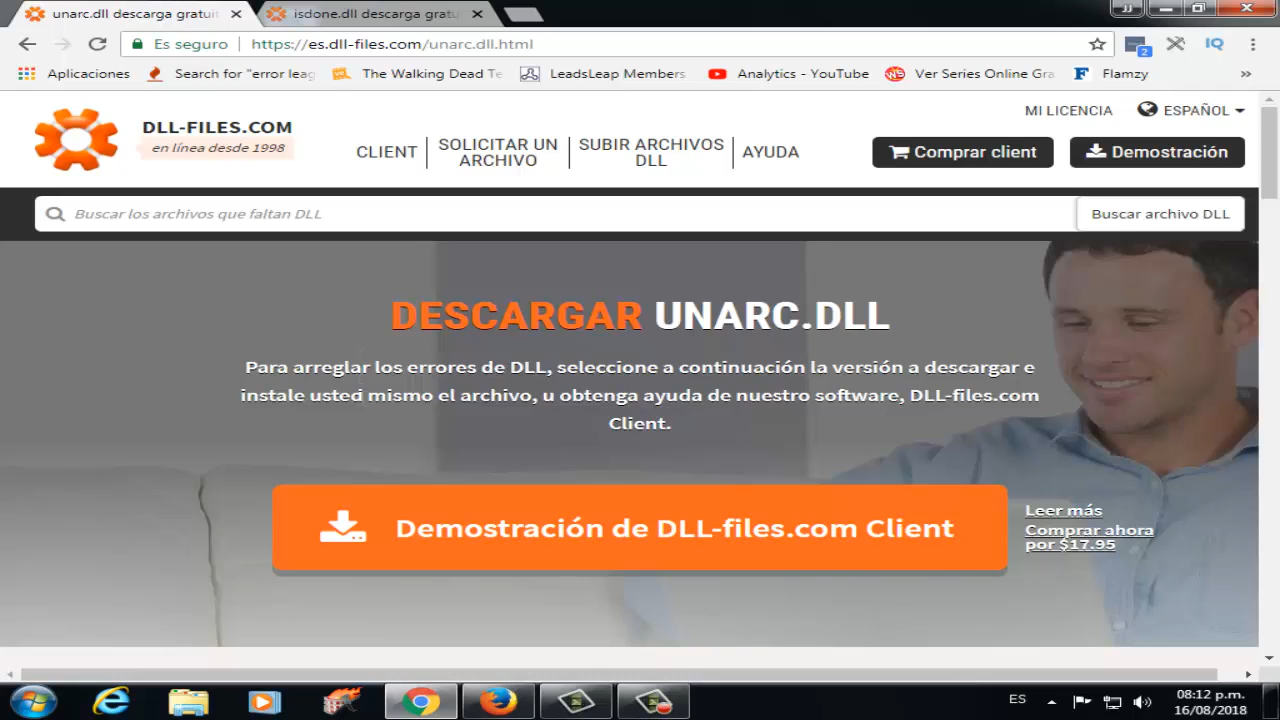 unarc.dll descarga gratuit
isdone.dll descarga gratu
Es seguro
https://es.dll-files.com/unarc.dll.html
2
IQ
Aplicaciones
Search for "error leag
The Walking Dead Te
LeadsLeap Members
Analytics - YouTube
Ver Series Online Gra
Flamzy
»
DLL-FILES.COM
en línea desde 1998
MI LICENCIA
ESPAÑOL
CLIENT
SOLICITAR UN
ARCHIVO
SUBIR ARCHIVOS
DLL
AYUDA
Comprar client
Demostración
Buscar los archivos que faltan DLL
Buscar archivo DLL
DESCARGAR UNARC.DLL
Para arreglar los errores de DLL, seleccione a continuación la versión a descargar e
instale usted mismo el archivo, u obtenga ayuda de nuestro software, DLL-files.com
Client.
Demostración de DLL-files.com Client
Leer más
Comprar ahora
por $17.95
ES
08:12 p.m.
16/08/2018